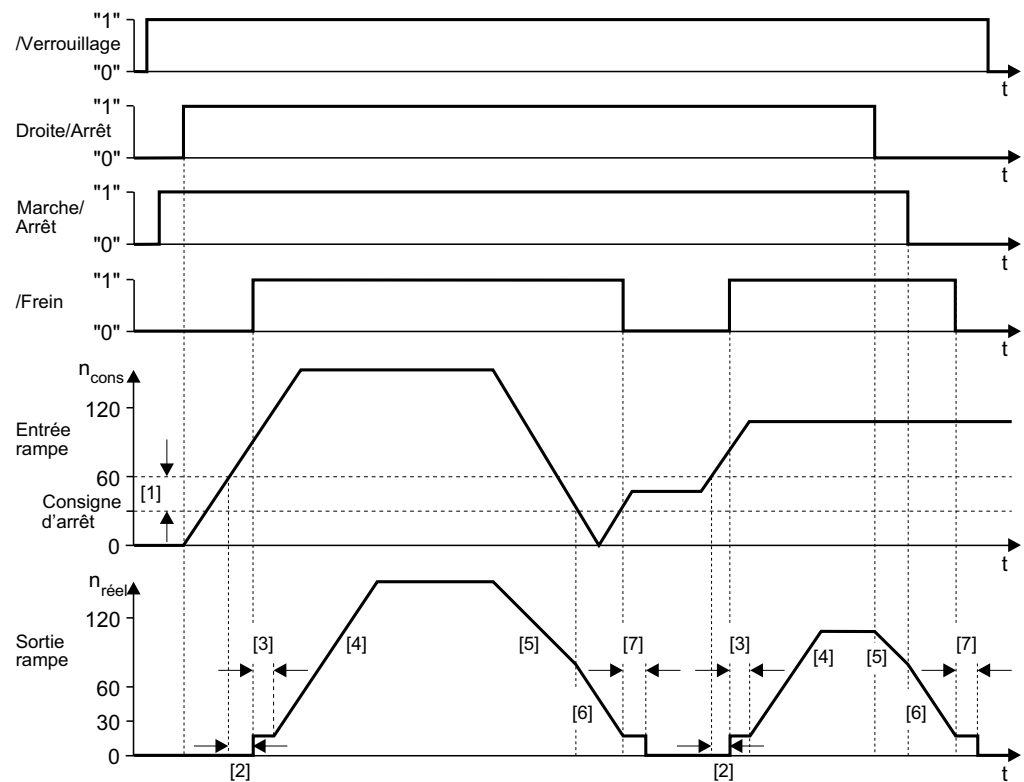 "1"
/Verrouillage
"0"
t
"1"
Droite/Arrêt
"0"
t
"1"
Marche/
Arrêt
"0"
t
"1"
/Frein
"0"
t
n_cons
120
Entrée
rampe
60
[1]
Consigne
d'arrêt
0
t
n_réel
120
Sortie
rampe
[3]
[4]
[5]
[7]
[3]
[4]
[5]
[7]
60
[6]
[6]
30
0
[2]
[2]
t